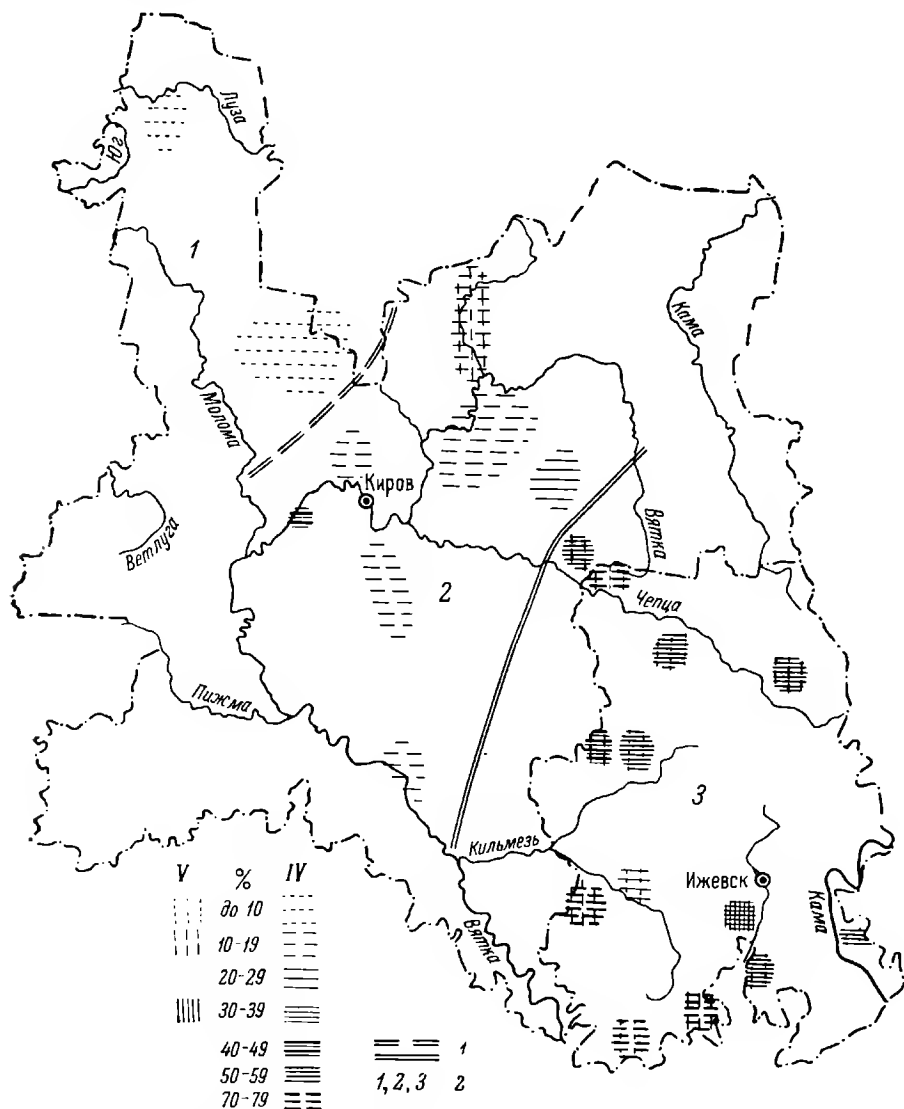 Луза
Юг
1
Кама
Молома
Киров
Ветлуга
Вятка
2
Чепца
Пижма
3
Кильмезь
Ижевск
Кама
Вятка
V % IV
до 10
10-19
20-29
30-39
40-49
50-59
70-79
1
1, 2, 3 2